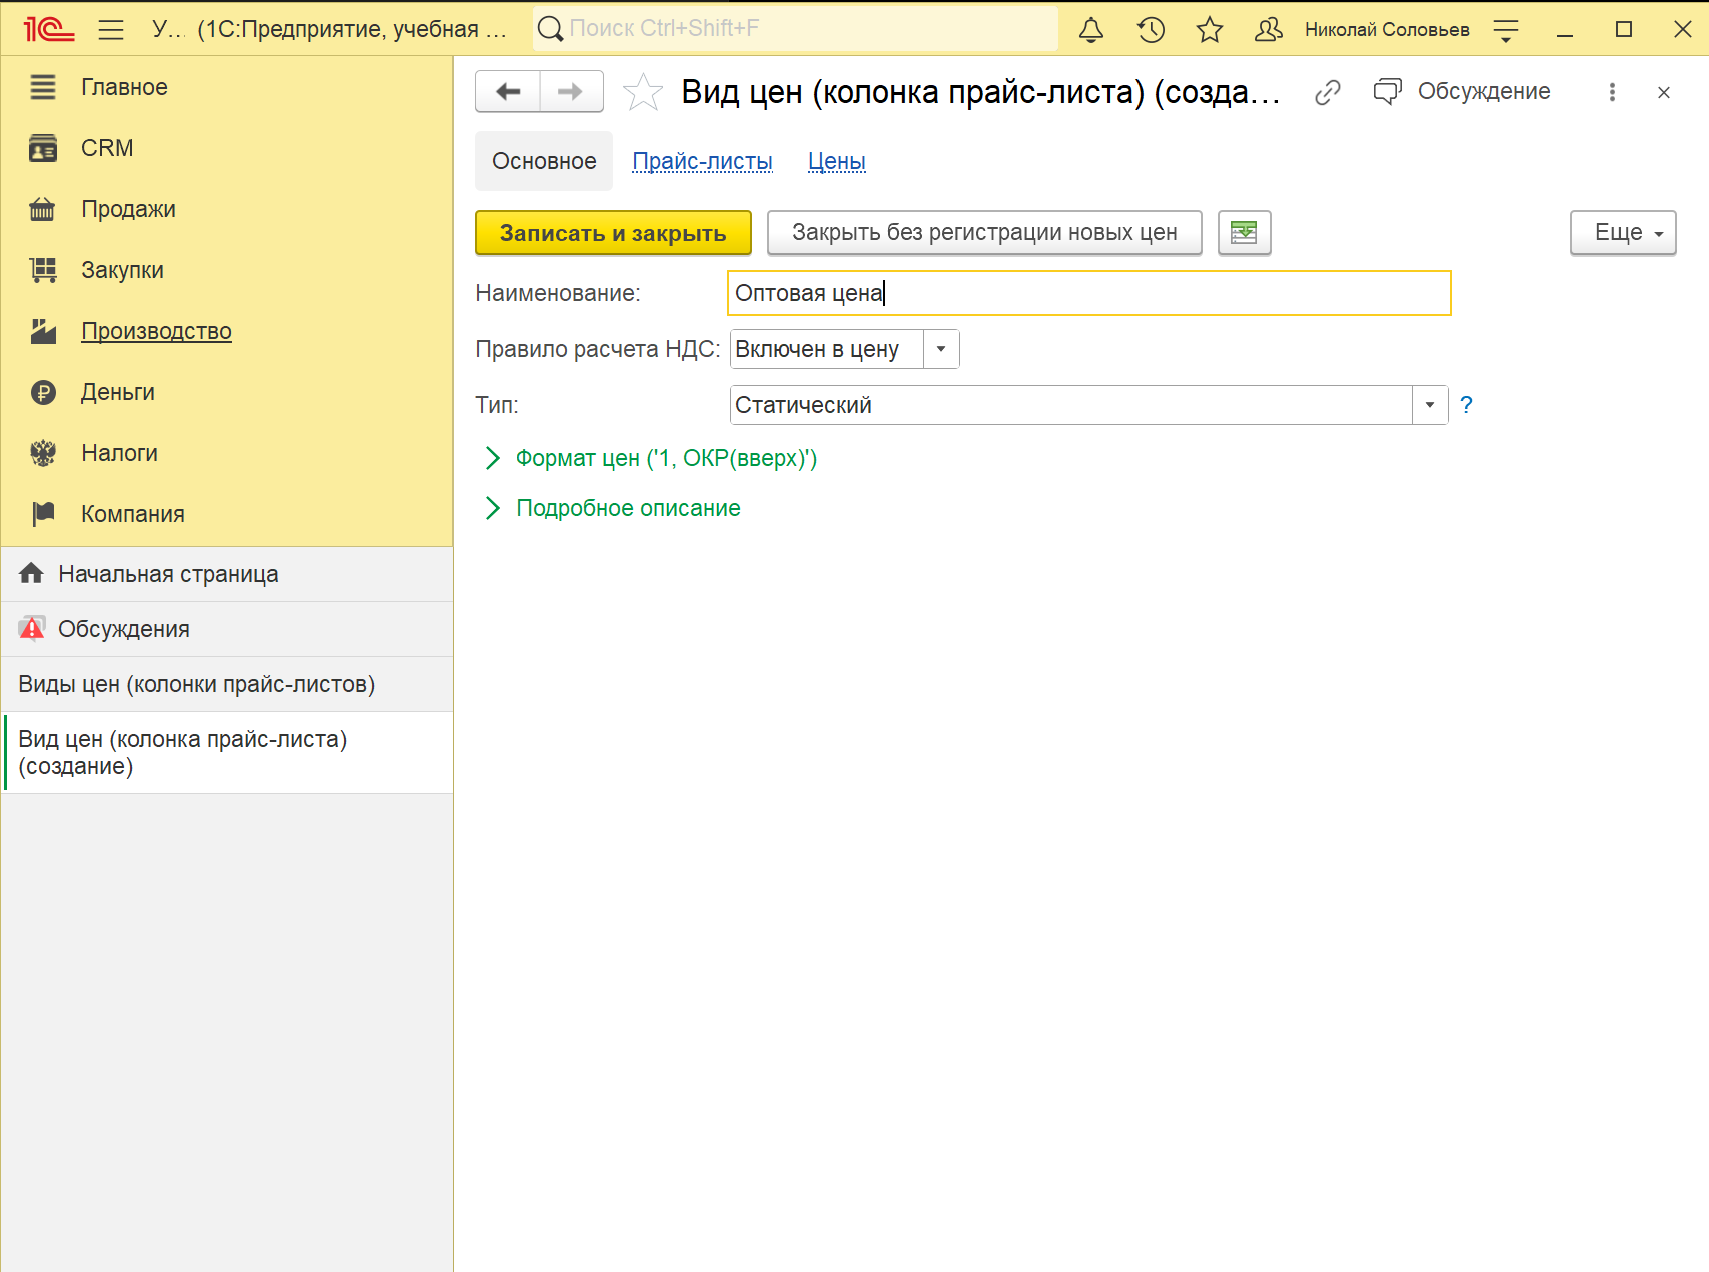 1С У... (1С:Предприятие, учебная ... Поиск Ctrl+Shift+F Николай Соловьев
Главное
CRM
Продажи
Закупки
Производство
Деньги
Налоги
Компания
Начальная страница
Обсуждения
Виды цен (колонки прайс-листов)
Вид цен (колонка прайс-листа)
(создание)
Вид цен (колонка прайс-листа) (созда... Обсуждение
Основное Прайс-листы Цены
Записать и закрыть Закрыть без регистрации новых цен Еще
Наименование: Оптовая цена
Правило расчета НДС: Включен в цену
Тип: Статический ?
Формат цен ('1, ОКР(вверх)')
Подробное описание